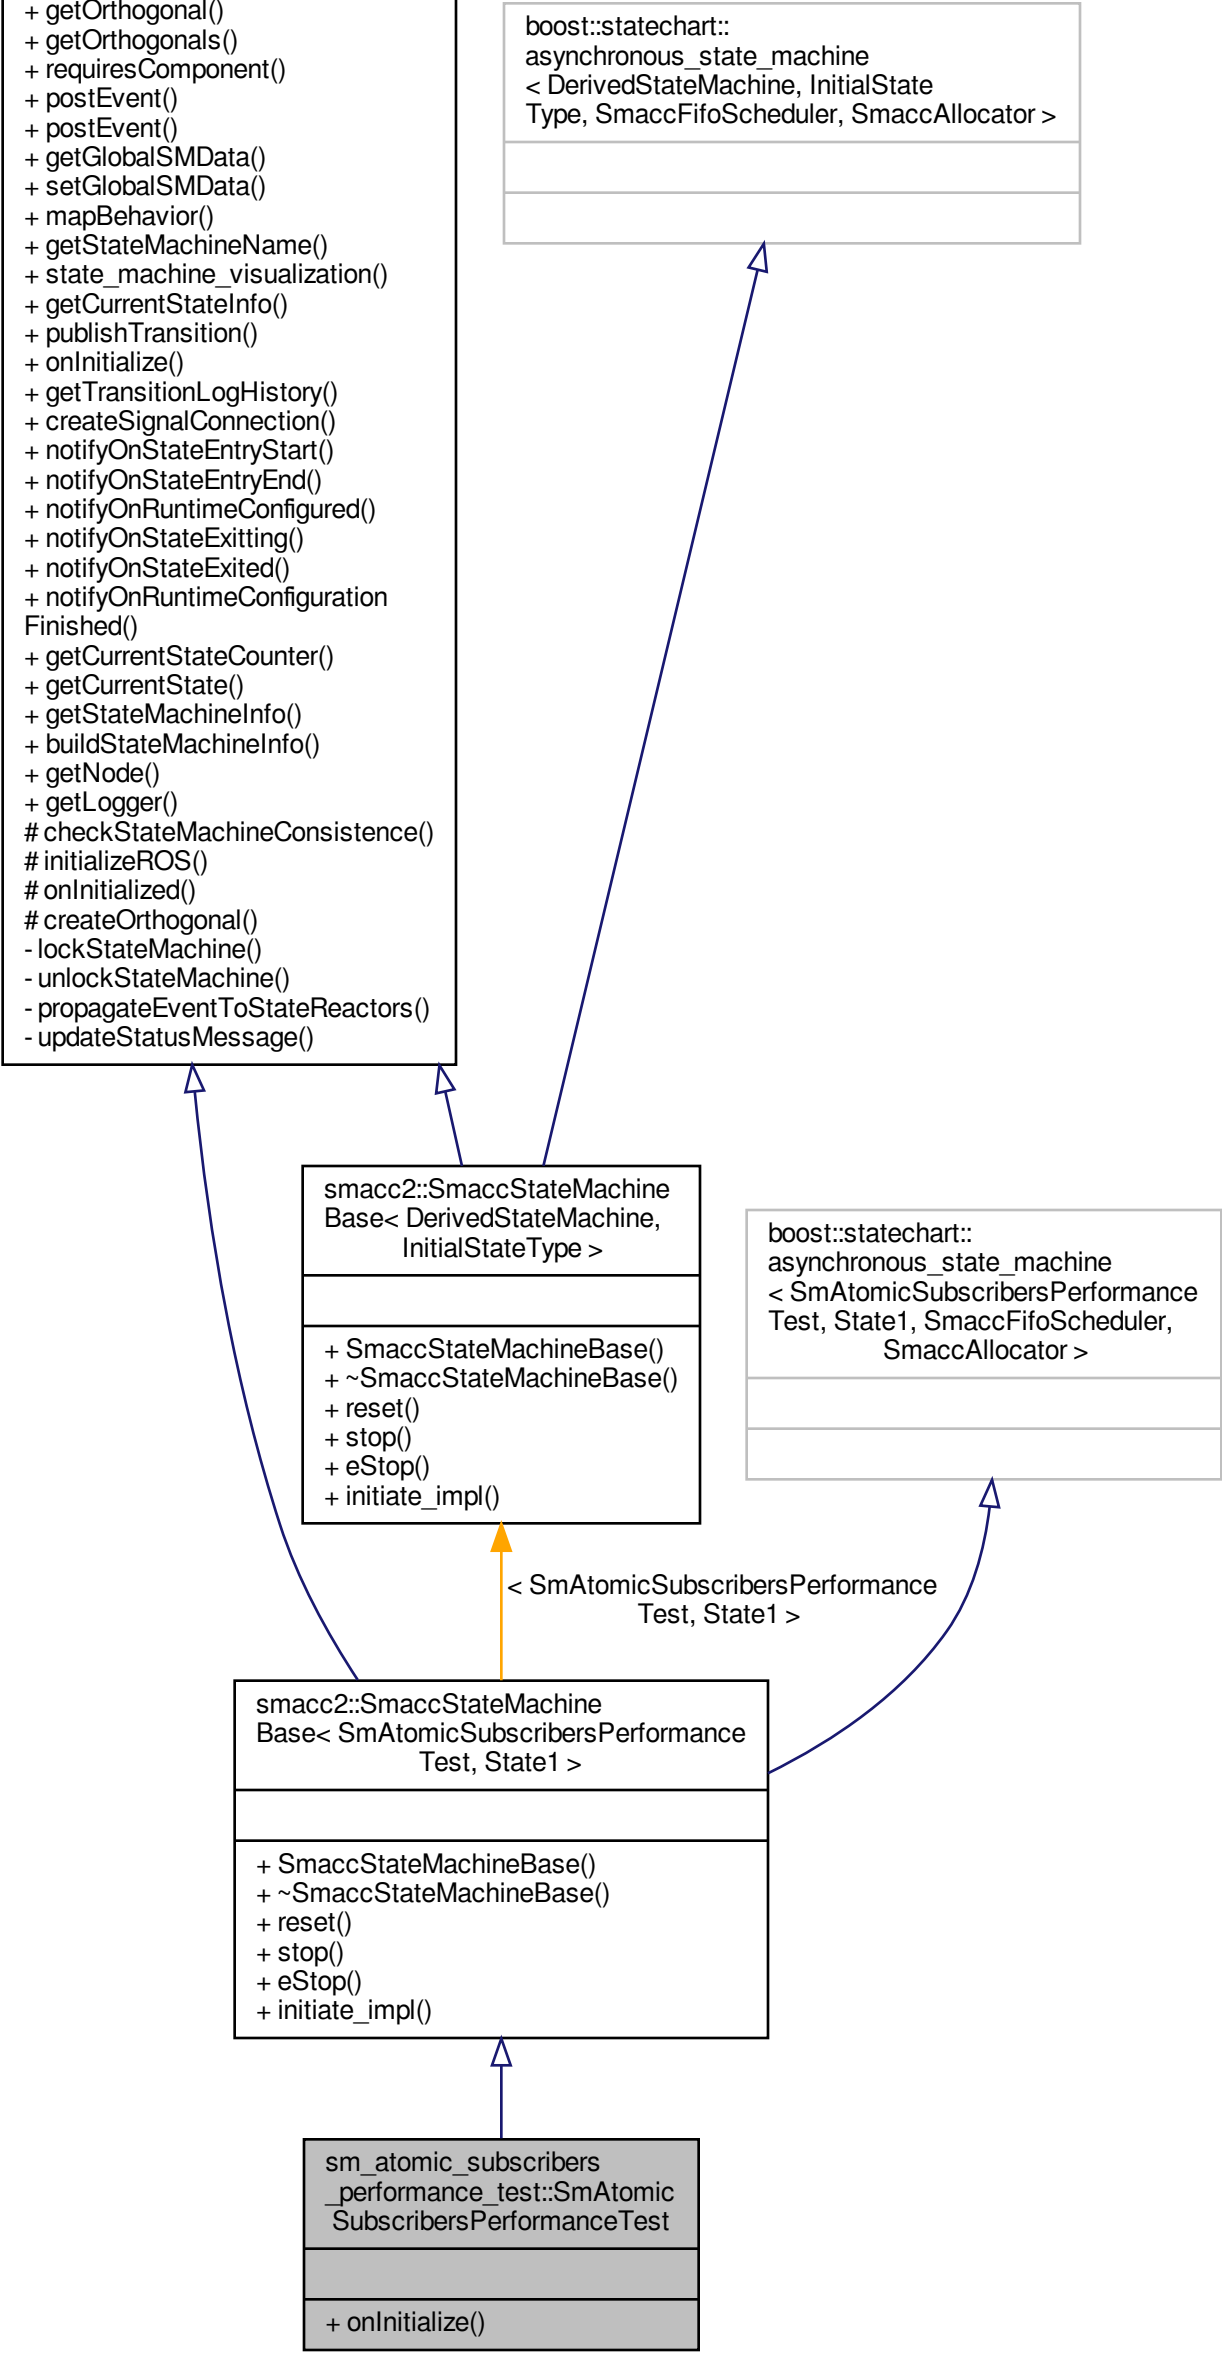 + getOrthogonal()
+ getOrthogonals()
+ requiresComponent()
+ postEvent()
+ postEvent()
+ getGlobalSMData()
+ setGlobalSMData()
+ mapBehavior()
+ getStateMachineName()
+ state_machine_visualization()
+ getCurrentStateInfo()
+ publishTransition()
+ onInitialize()
+ getTransitionLogHistory()
+ createSignalConnection()
+ notifyOnStateEntryStart()
+ notifyOnStateEntryEnd()
+ notifyOnRuntimeConfigured()
+ notifyOnStateExitting()
+ notifyOnStateExited()
+ notifyOnRuntimeConfiguration
Finished()
+ getCurrentStateCounter()
+ getCurrentState()
+ getStateMachineInfo()
+ buildStateMachineInfo()
+ getNode()
+ getLogger()
# checkStateMachineConsistence()
# initializeROS()
# onInitialized()
# createOrthogonal()
- lockStateMachine()
- unlockStateMachine()
- propagateEventToStateReactors()
- updateStatusMessage()
boost::statechart::
asynchronous_state_machine
< DerivedStateMachine, InitialState
Type, SmaccFifoScheduler, SmaccAllocator >
smacc2::SmaccStateMachine
Base< DerivedStateMachine,
InitialStateType >
+ SmaccStateMachineBase()
+ ~SmaccStateMachineBase()
+ reset()
+ stop()
+ eStop()
+ initiate_impl()
boost::statechart::
asynchronous_state_machine
< SmAtomicSubscribersPerformance
Test, State1, SmaccFifoScheduler,
SmaccAllocator >
< SmAtomicSubscribersPerformance
Test, State1 >
smacc2::SmaccStateMachine
Base< SmAtomicSubscribersPerformance
Test, State1 >
+ SmaccStateMachineBase()
+ ~SmaccStateMachineBase()
+ reset()
+ stop()
+ eStop()
+ initiate_impl()
sm_atomic_subscribers
_performance_test::SmAtomic
SubscribersPerformanceTest
+ onInitialize()